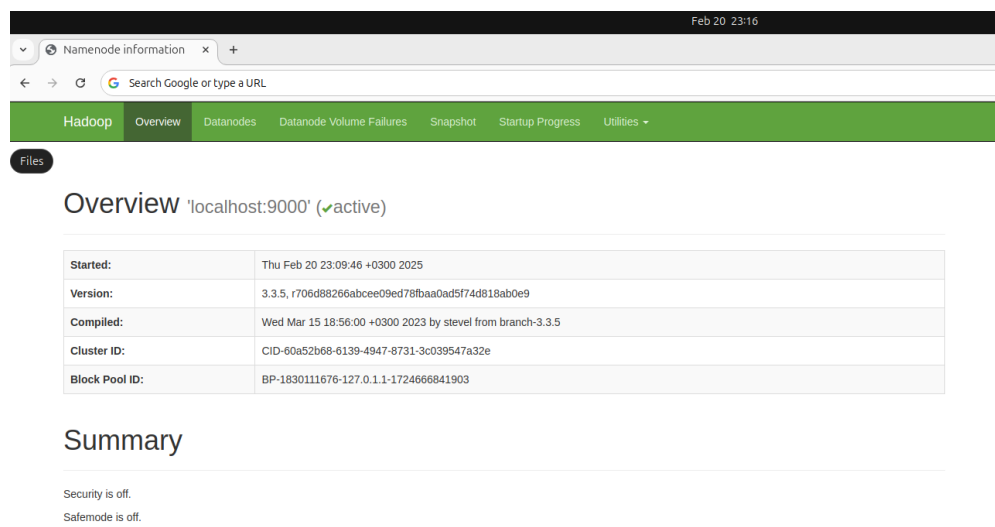 Feb 20 23:16
Namenode information
Search Google or type a URL
Hadoop Overview Datanodes Datanode Volume Failures Snapshot Startup Progress Utilities
Files
Overview 'localhost:9000' (✔active)
Started: Thu Feb 20 23:09:46 +0300 2025
Version: 3.3.5, r706d88266abcee09ed78fbaa0ad5f74d818ab0e9
Compiled: Wed Mar 15 18:56:00 +0300 2023 by stevel from branch-3.3.5
Cluster ID: CID-60a52b68-6139-4947-8731-3c039547a32e
Block Pool ID: BP-1830111676-127.0.1.1-1724666841903
Summary
Security is off.
Safemode is off.